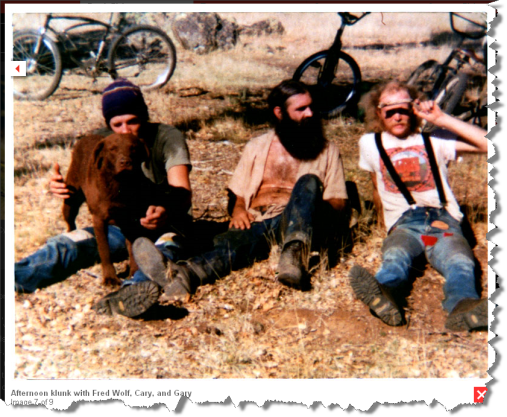 Afternoon klunk with Fred Wolf, Cary, and Gary
Image 7 of 9